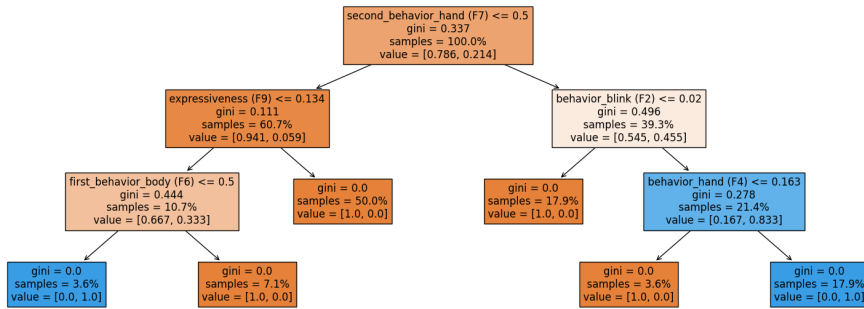 second_behavior_hand (F7) <= 0.5
gini = 0.337
samples = 100.0%
value = [0.786, 0.214]
expressiveness (F9) <= 0.134
gini = 0.111
samples = 60.7%
value = [0.941, 0.059]
behavior_blink (F2) <= 0.02
gini = 0.496
samples = 39.3%
value = [0.545, 0.455]
first_behavior_body (F6) <= 0.5
gini = 0.444
samples = 10.7%
value = [0.667, 0.333]
gini = 0.0
samples = 50.0%
value = [1.0, 0.0]
gini = 0.0
samples = 17.9%
value = [1.0, 0.0]
behavior_hand (F4) <= 0.163
gini = 0.278
samples = 21.4%
value = [0.167, 0.833]
gini = 0.0
samples = 3.6%
value = [0.0, 1.0]
gini = 0.0
samples = 7.1%
value = [1.0, 0.0]
gini = 0.0
samples = 3.6%
value = [1.0, 0.0]
gini = 0.0
samples = 17.9%
value = [0.0, 1.0]